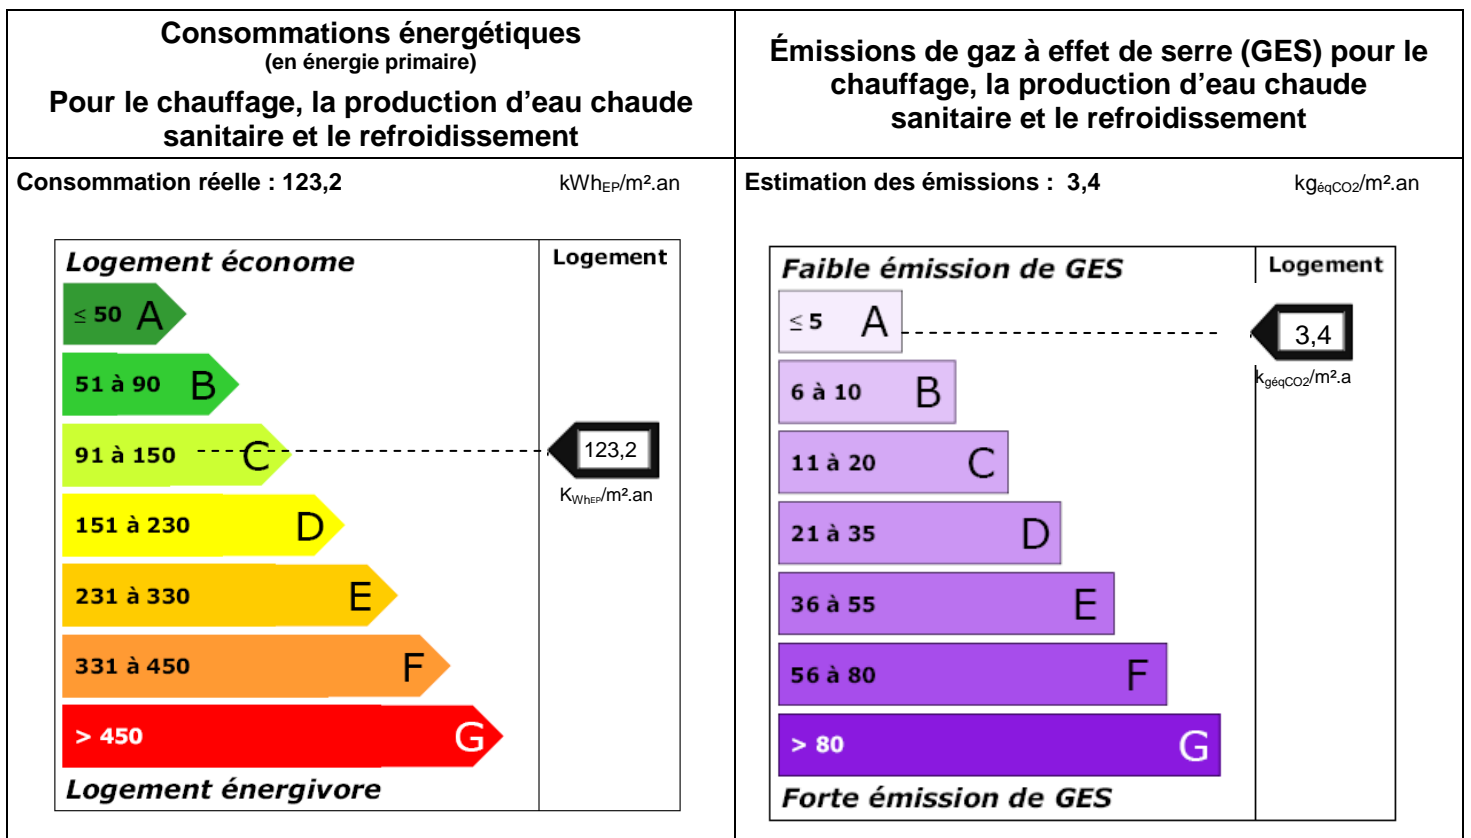 Consommations énergétiques
(en énergie primaire)
Pour le chauffage, la production d’eau chaude
sanitaire et le refroidissement
Émissions de gaz à effet de serre (GES) pour le
chauffage, la production d’eau chaude
sanitaire et le refroidissement
Consommation réelle : 123,2 kWhEP/m².an
Estimation des émissions : 3,4 kgéqCO2/m².an
Logement économe
Logement
≤ 50 A
51 à 90 B
91 à 150 C
123,2
KWhEP/m².an
151 à 230 D
231 à 330 E
331 à 450 F
> 450 G
Logement énergivore
Faible émission de GES
Logement
≤ 5 A
3,4
kgéqCO2/m².a
6 à 10 B
11 à 20 C
21 à 35 D
36 à 55 E
56 à 80 F
> 80 G
Forte émission de GES